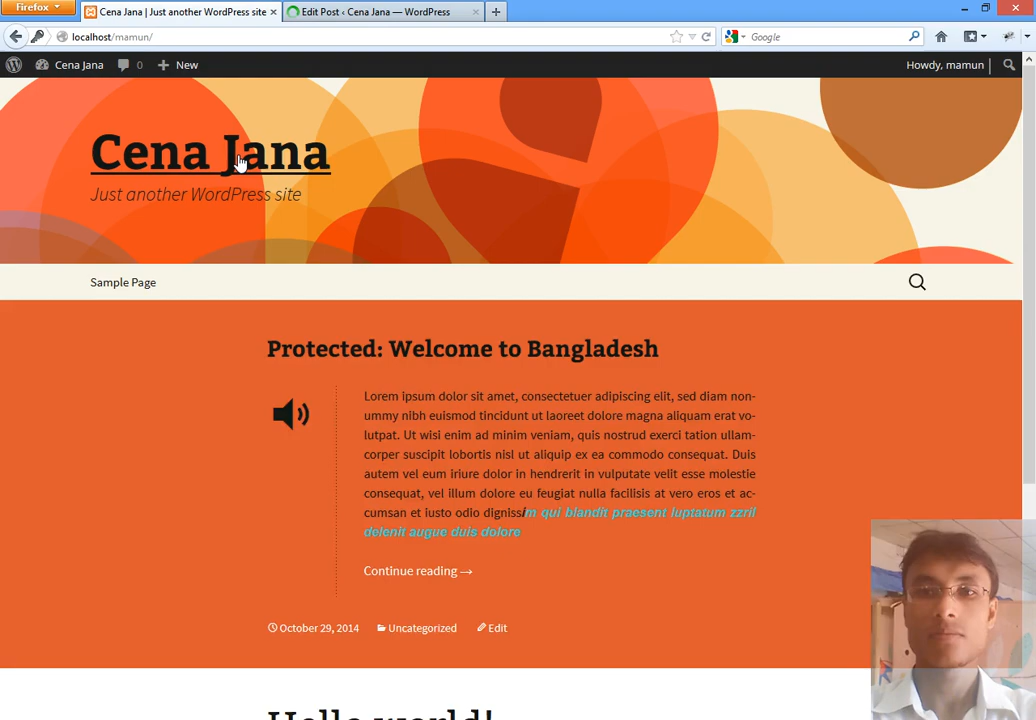 Firefox
Cena Jana | Just another WordPress site
Edit Post ‹ Cena Jana — WordPress
localhost/mamun/
Google
Cena Jana
0
New
Howdy, mamun
Cena Jana
Just another WordPress site
Sample Page
Protected: Welcome to Bangladesh
Lorem ipsum dolor sit amet, consectetuer adipiscing elit, sed diam non-
ummy nibh euismod tincidunt ut laoreet dolore magna aliquam erat vo-
lutpat. Ut wisi enim ad minim veniam, quis nostrud exerci tation ullam-
corper suscipit lobortis nisl ut aliquip ex ea commodo consequat. Duis
autem vel eum iriure dolor in hendrerit in vulputate velit esse molestie
consequat, vel illum dolore eu feugiat nulla facilisis at vero eros et ac-
cumsan et iusto odio dignissim qui blandit praesent luptatum zzril
delenit augue duis dolore
Continue reading →
October 29, 2014
Uncategorized
Edit
Hello world!